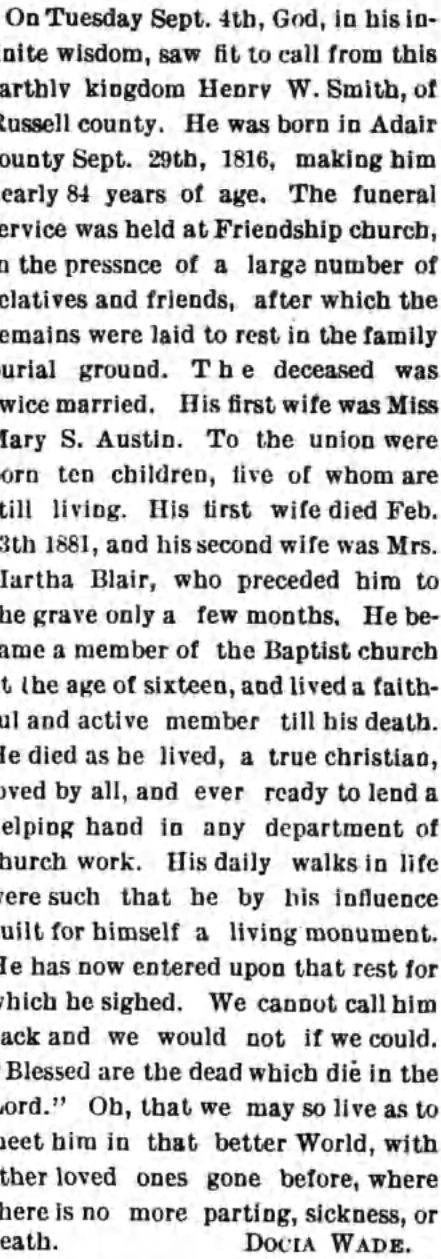 On Tuesday Sept. 4th, God, in his in-
nite wisdom, saw fit to call from this
arthly kingdom Henry W. Smith, of
Russell county. He was born in Adair
ounty Sept. 29th, 1816, making him
early 84 years of age. The funeral
ervice was held at Friendship church,
n the pressnce of a large number of
elatives and friends, after which the
emains were laid to rest in the family
urial ground. The deceased was
wice married. His first wife was Miss
Mary S. Austin. To the union were
orn ten children, five of whom are
till living. His first wife died Feb.
3th 1881, and his second wife was Mrs.
Martha Blair, who preceded him to
he grave only a few months. He be-
ame a member of the Baptist church
t the age of sixteen, and lived a faith-
ul and active member till his death.
He died as he lived, a true christian,
oved by all, and ever ready to lend a
elping hand in any department of
hurch work. His daily walks in life
ere such that he by his influence
uilt for himself a living monument.
He has now entered upon that rest for
which he sighed. We cannot call him
ack and we would not if we could.
"Blessed are the dead which die in the
Lord." Oh, that we may so live as to
meet him in that better World, with
ther loved ones gone before, where
here is no more parting, sickness, or
eath. DOCIA WADE.